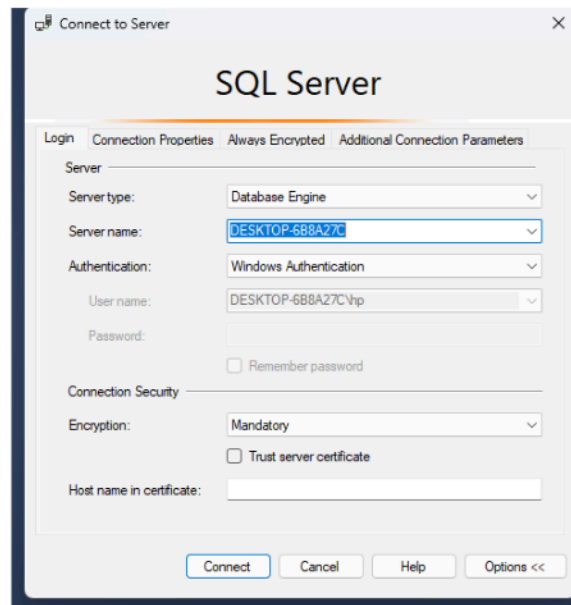 Connect to Server
SQL Server
Login Connection Properties Always Encrypted Additional Connection Parameters
Server
Server type: Database Engine
Server name: DESKTOP-6B8A27C
Authentication: Windows Authentication
User name: DESKTOP-6B8A27C\hp
Password:
Remember password
Connection Security
Encryption: Mandatory
Trust server certificate
Host name in certificate:
Connect Cancel Help Options <<